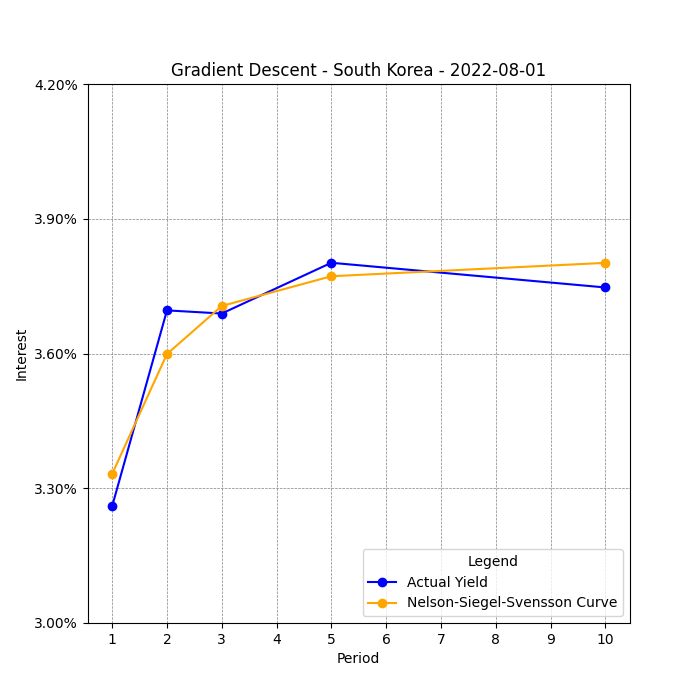 Gradient Descent - South Korea - 2022-08-01
4.20%
3.90%
3.60%
3.30%
3.00%
Interest
1 2 3 4 5 6 7 8 9 10
Period
Legend
Actual Yield
Nelson-Siegel-Svensson Curve